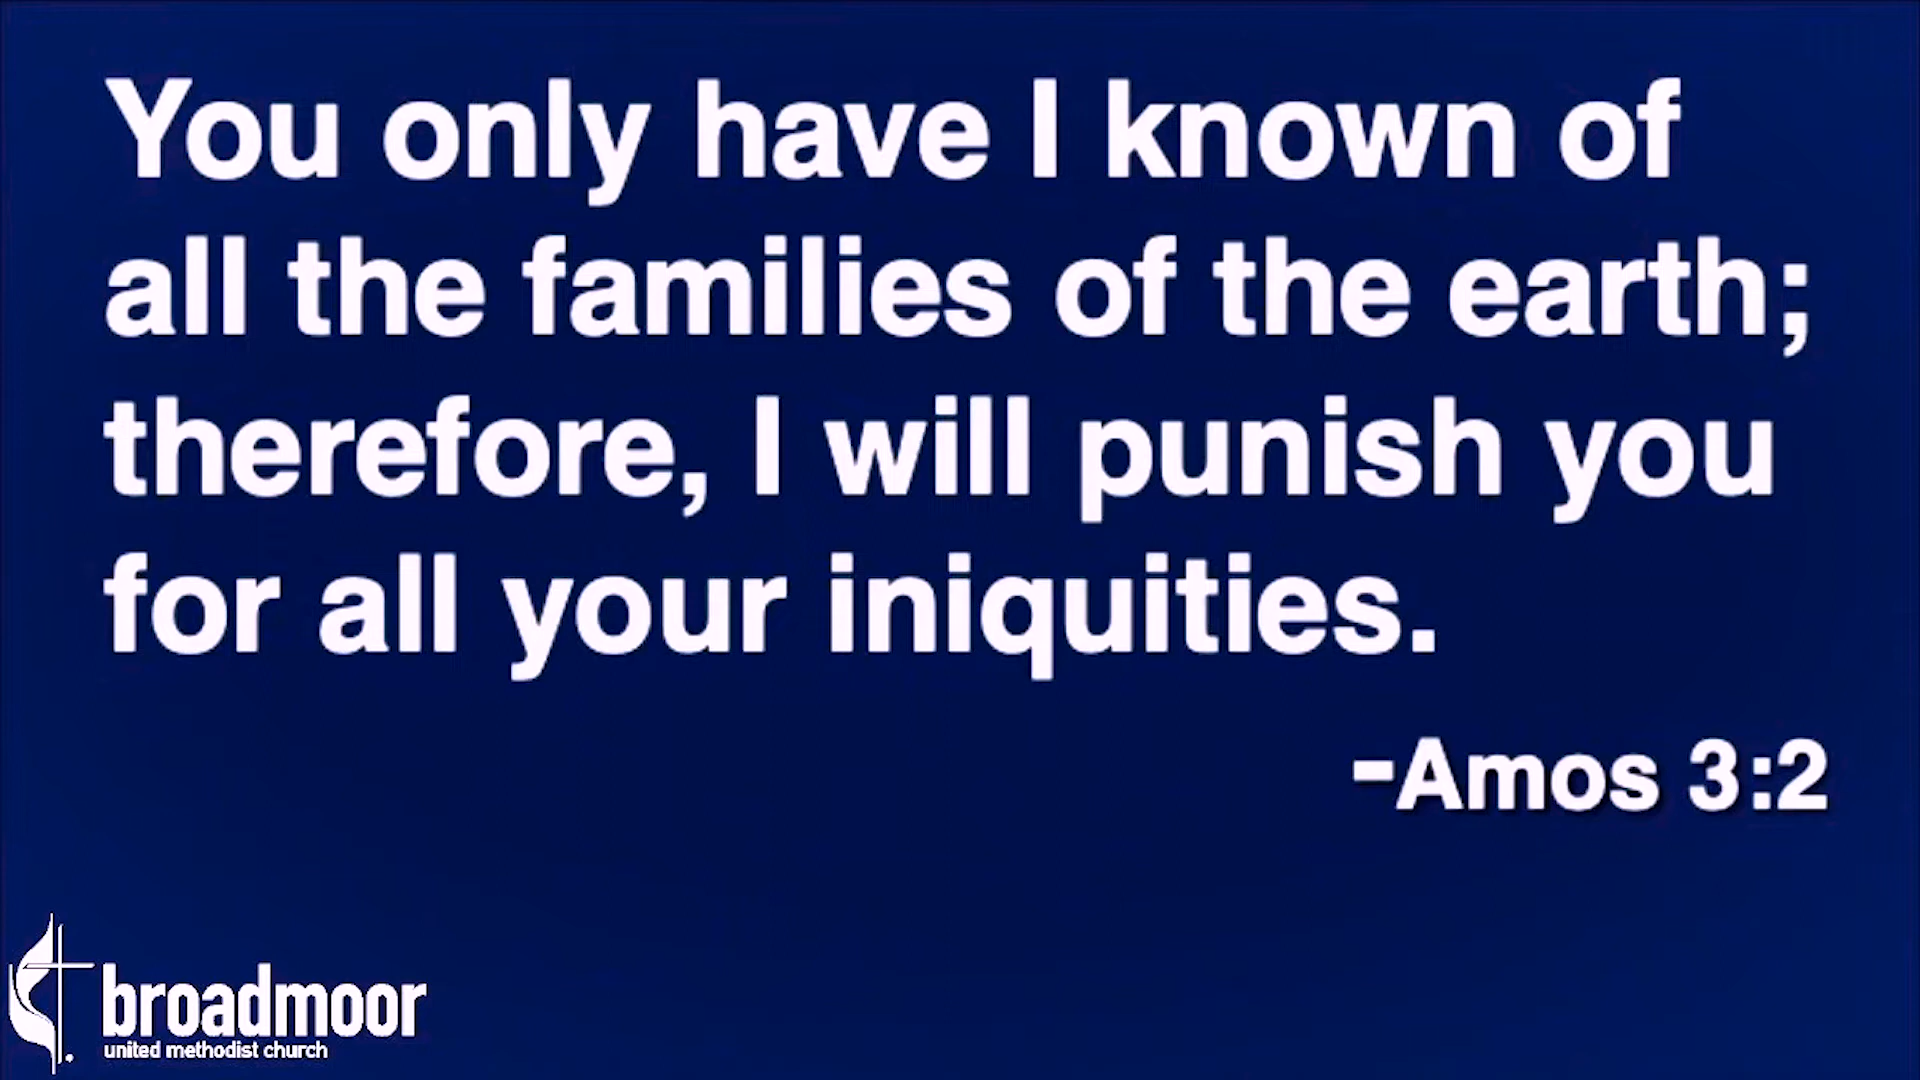 You only have I known of
all the families of the earth;
therefore, I will punish you
for all your iniquities.
-Amos 3:2
broadmoor
united methodist church